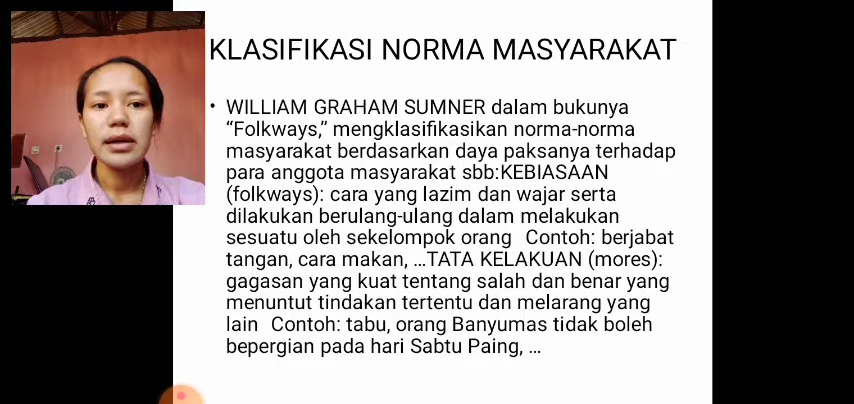 KLASIFIKASI NORMA MASYARAKAT
• WILLIAM GRAHAM SUMNER dalam bukunya
“Folkways,” mengklasifikasikan norma-norma
masyarakat berdasarkan daya paksanya terhadap
para anggota masyarakat sbb:KEBIASAAN
(folkways): cara yang lazim dan wajar serta
dilakukan berulang-ulang dalam melakukan
sesuatu oleh sekelompok orang Contoh: berjabat
tangan, cara makan, ...TATA KELAKUAN (mores):
gagasan yang kuat tentang salah dan benar yang
menuntut tindakan tertentu dan melarang yang
lain Contoh: tabu, orang Banyumas tidak boleh
bepergian pada hari Sabtu Paing, ...